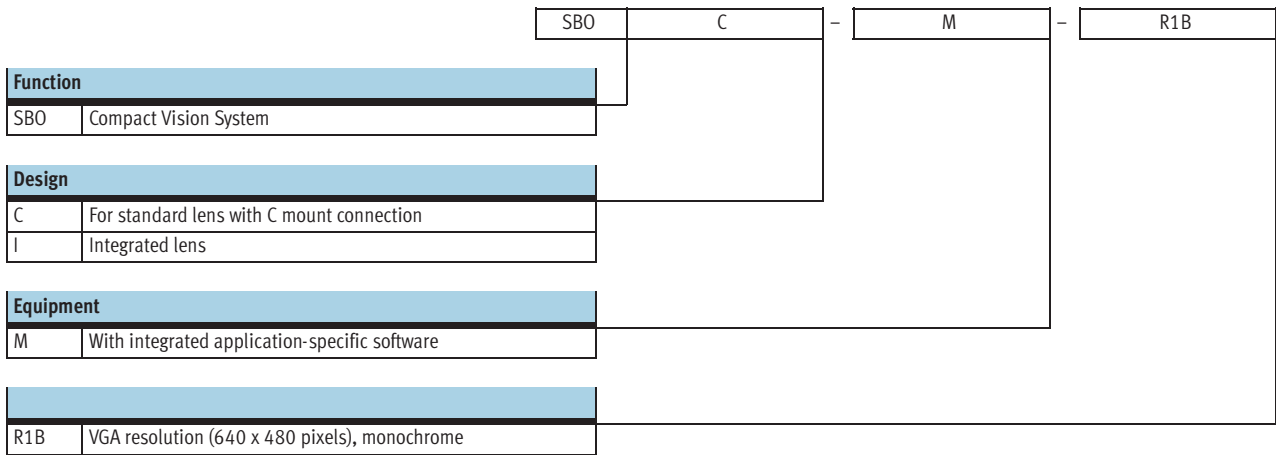 SBO C – M – R1B
Function
SBO Compact Vision System
Design
C For standard lens with C mount connection
I Integrated lens
Equipment
M With integrated application-specific software
R1B VGA resolution (640 x 480 pixels), monochrome